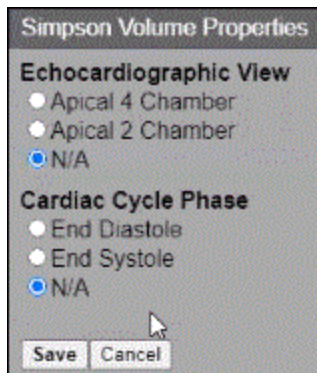 Simpson Volume Properties
Echocardiographic View
Apical 4 Chamber
Apical 2 Chamber
N/A
Cardiac Cycle Phase
End Diastole
End Systole
N/A
Save Cancel